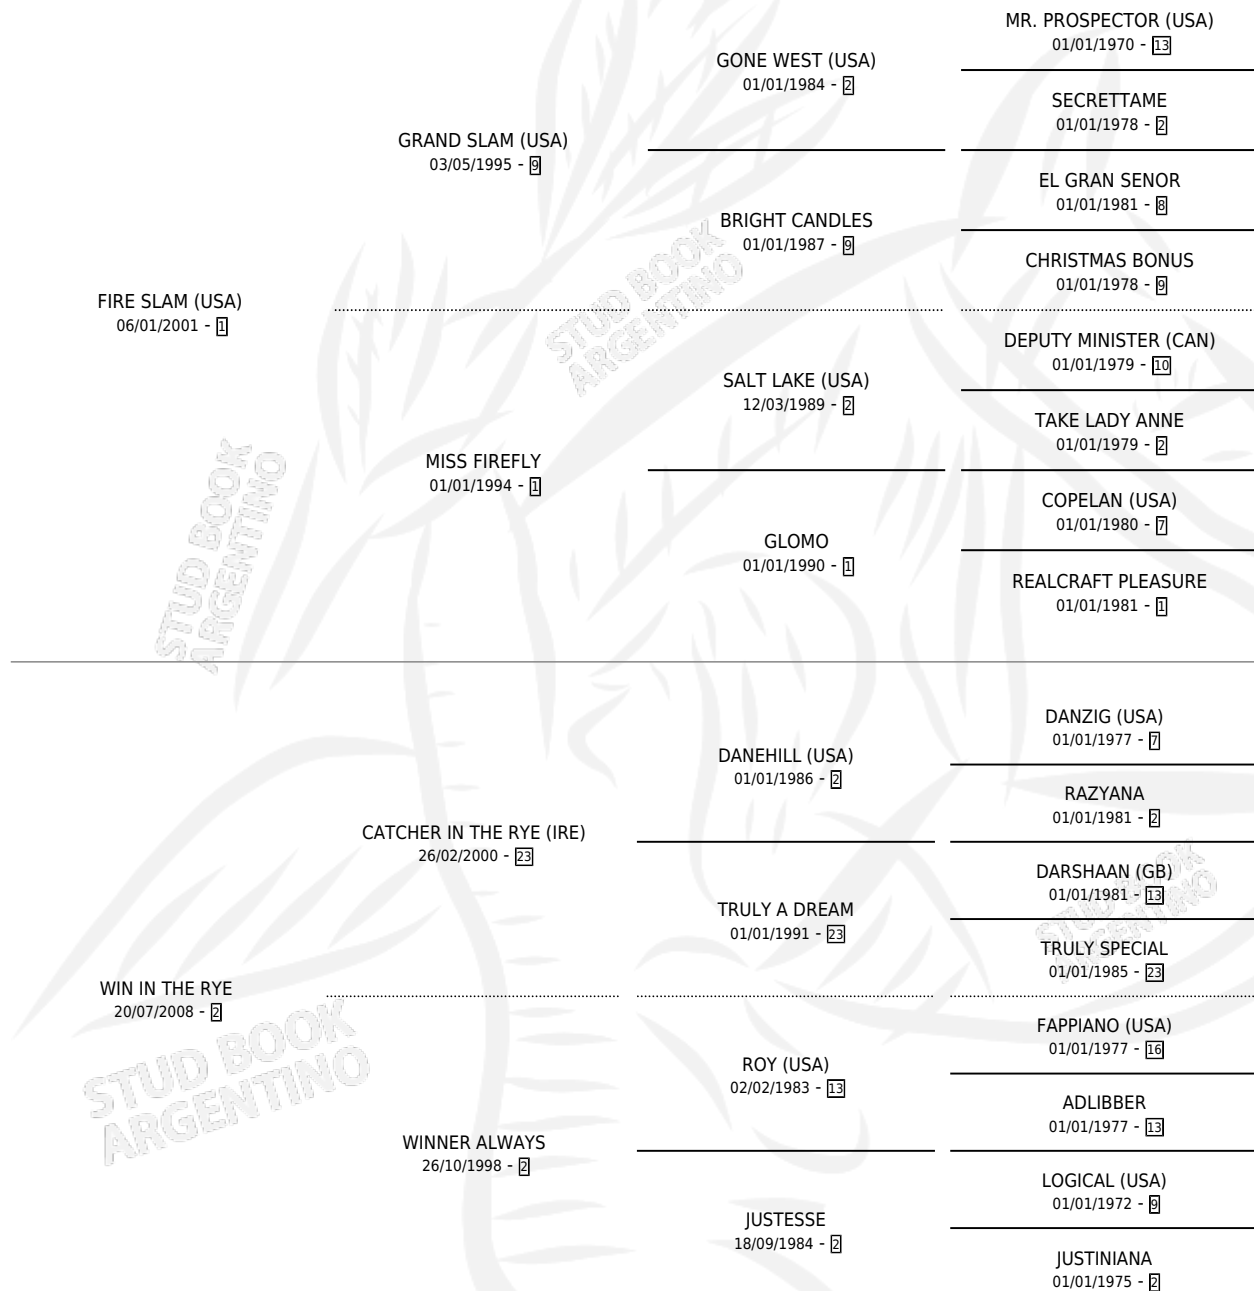 MR. PROSPECTOR (USA)
01/01/1970 - 13
GONE WEST (USA)
01/01/1984 - 2
SECRETTAME
01/01/1978 - 2
GRAND SLAM (USA)
03/05/1995 - 9
EL GRAN SENOR
01/01/1981 - 8
BRIGHT CANDLES
01/01/1987 - 9
CHRISTMAS BONUS
01/01/1978 - 9
FIRE SLAM (USA)
06/01/2001 - 1
STUD BOOK
ARGENTINO
DEPUTY MINISTER (CAN)
01/01/1979 - 10
SALT LAKE (USA)
12/03/1989 - 2
TAKE LADY ANNE
01/01/1979 - 2
MISS FIREFLY
01/01/1994 - 1
COPELAN (USA)
01/01/1980 - 7
GLOMO
01/01/1990 - 1
REALCRAFT PLEASURE
01/01/1981 - 1
STUD BOOK
ARGENTINO
DANZIG (USA)
01/01/1977 - 7
DANEHILL (USA)
01/01/1986 - 2
RAZYANA
01/01/1981 - 2
CATCHER IN THE RYE (IRE)
26/02/2000 - 23
DARSHAAN (GB)
01/01/1981 - 13
TRULY A DREAM
01/01/1991 - 23
STUD BOOK
ARGENTINO
TRULY SPECIAL
01/01/1985 - 23
WIN IN THE RYE
20/07/2008 - 2
FAPPIANO (USA)
01/01/1977 - 16
STUD BOOK
ARGENTINO
ROY (USA)
02/02/1983 - 13
ADLIBBER
01/01/1977 - 13
WINNER ALWAYS
26/10/1998 - 2
LOGICAL (USA)
01/01/1972 - 9
JUSTESSE
18/09/1984 - 2
JUSTINIANA
01/01/1975 - 2